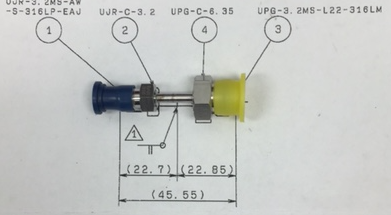 UJR-3.2MS-AW
-S-316LP-EAJ
UJR-C-3.2
UPG-C-6.35
UPG-3.2MS-L22-316LM
1
2
4
3
1
(22.7)
(22.85)
(45.55)